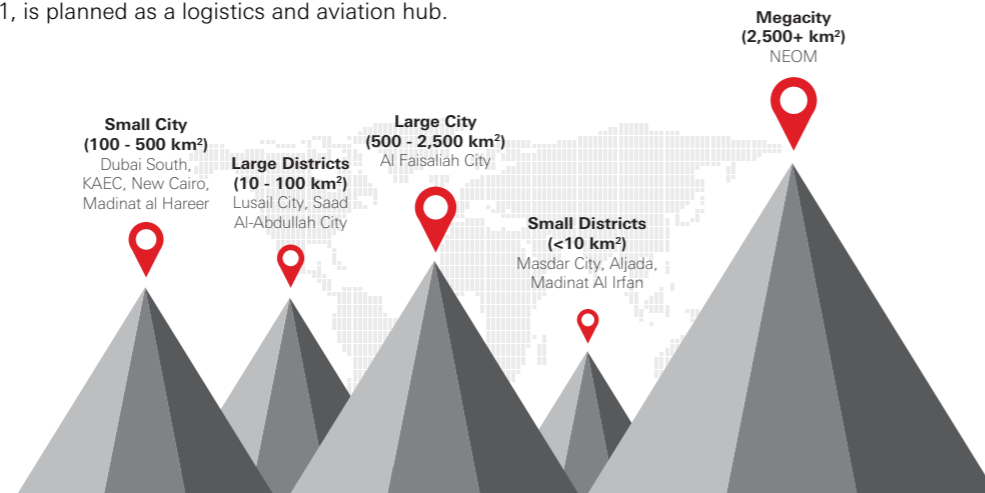 1, is planned as a logistics and aviation hub.
Megacity
(2,500+ km²)
NEOM
Small City
(100 - 500 km²)
Dubai South,
KAEC, New Cairo,
Madinat al Hareer
Large Districts
(10 - 100 km²)
Lusail City, Saad
Al-Abdullah City
Large City
(500 - 2,500 km²)
Al Faisaliah City
Small Districts
(<10 km²)
Masdar City, Aljada,
Madinat Al Irfan